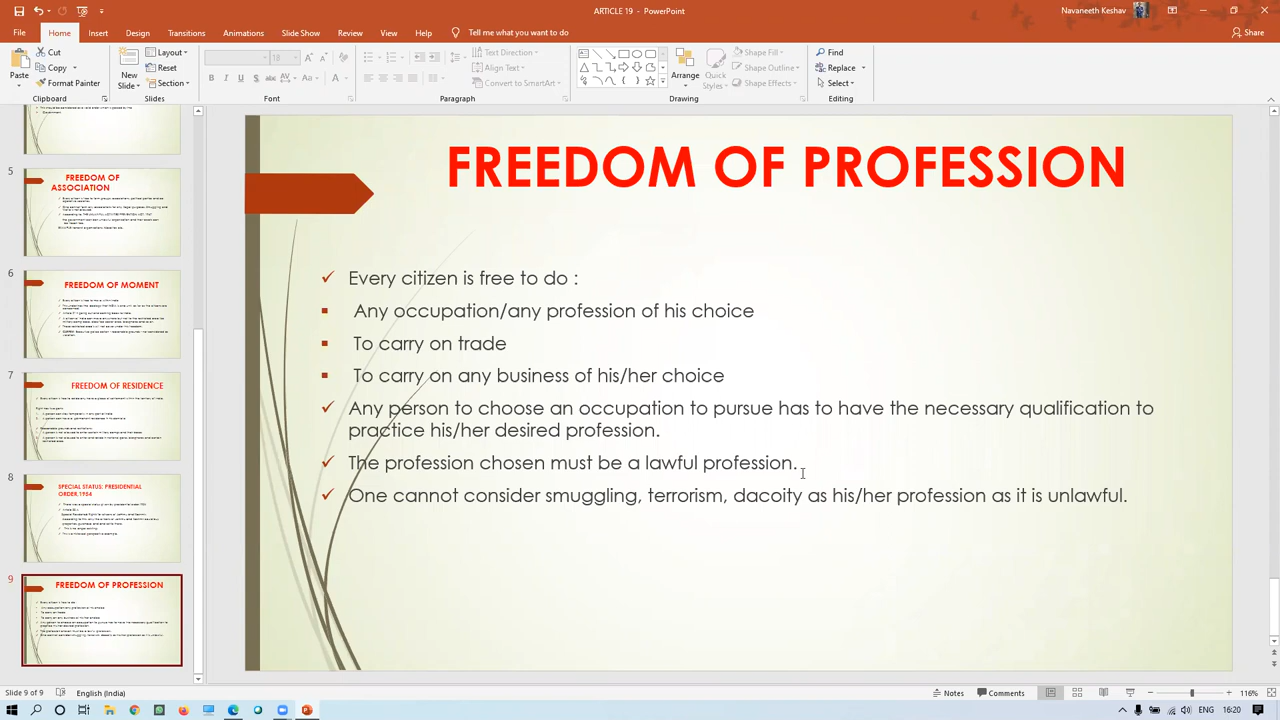 ARTICLE 19 - PowerPoint
Navaneeth Keshav
File Home Insert Design Transitions Animations Slide Show Review View Help Tell me what you want to do
Share
Cut
Copy
Format Painter
Paste
Clipboard
New
Slide
Layout
Reset
Section
Slides
18
Font
Text Direction
Align Text
Convert to SmartArt
Paragraph
Arrange
Quick
Styles
Shape Fill
Shape Outline
Shape Effects
Drawing
Find
Replace
Select
Editing
5
FREEDOM OF
ASSOCIATION
6
FREEDOM OF MOMENT
7
FREEDOM OF RESIDENCE
8
SPECIAL STATUS: PRESIDENTIAL
ORDER,1954
9
FREEDOM OF PROFESSION
FREEDOM OF PROFESSION
Every citizen is free to do :
Any occupation/any profession of his choice
To carry on trade
To carry on any business of his/her choice
Any person to choose an occupation to pursue has to have the necessary qualification to
practice his/her desired profession.
The profession chosen must be a lawful profession.
One cannot consider smuggling, terrorism, dacaity as his/her profession as it is unlawful.
Slide 9 of 9
English (India)
Notes
Comments
116%
ENG
16:20